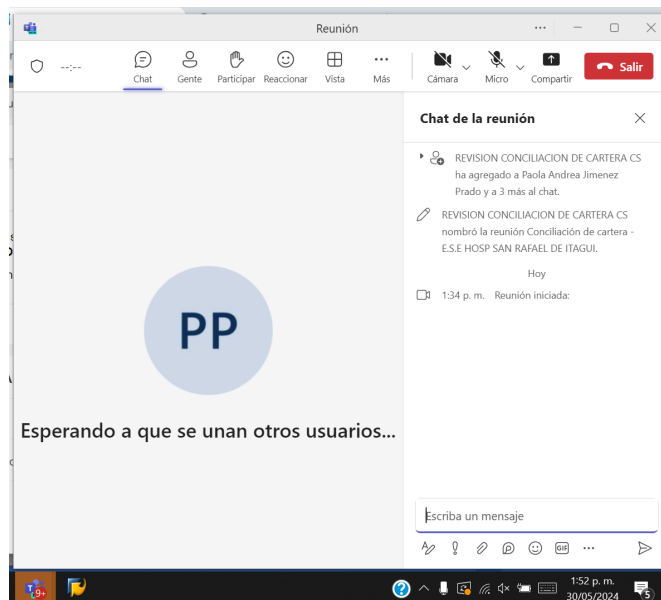 Reunión
--:--
Chat
Gente
Participar
Reaccionar
Vista
Más
Cámara
Micro
Compartir
Salir
Chat de la reunión
REVISION CONCILIACION DE CARTERA CS
ha agregado a Paola Andrea Jimenez
Prado y a 3 más al chat.
REVISION CONCILIACION DE CARTERA CS
nombró la reunión Conciliación de cartera -
E.S.E HOSP SAN RAFAEL DE ITAGUI.
Hoy
1:34 p. m. Reunión iniciada:
PP
Esperando a que se unan otros usuarios...
Escriba un mensaje
GIF
9+
1:52 p. m.
30/05/2024
5